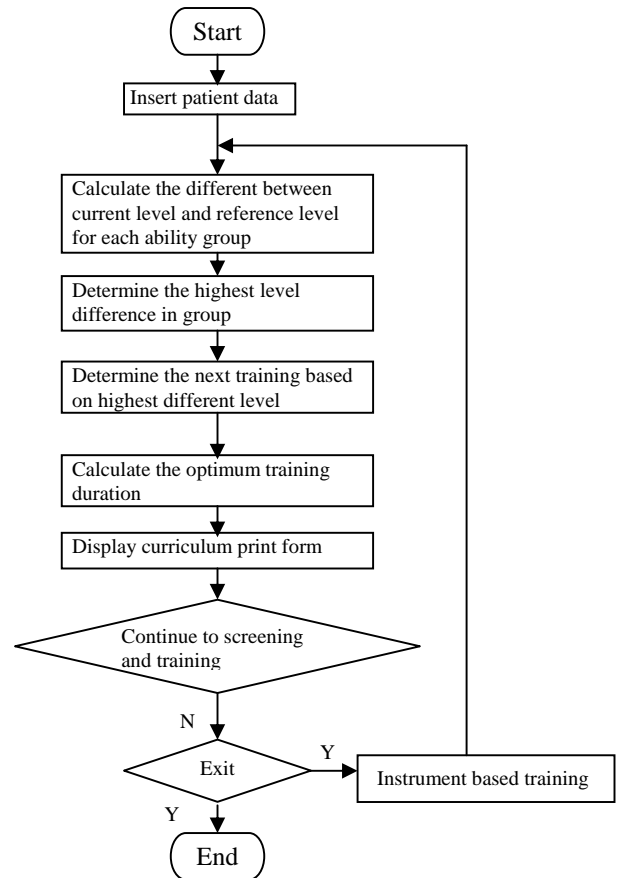 Start
Insert patient data
Calculate the different between
current level and reference level
for each ability group
Determine the highest level
difference in group
Determine the next training based
on highest different level
Calculate the optimum training
duration
Display curriculum print form
Continue to screening
and training
N
Exit
Y
Instrument based training
Y
End